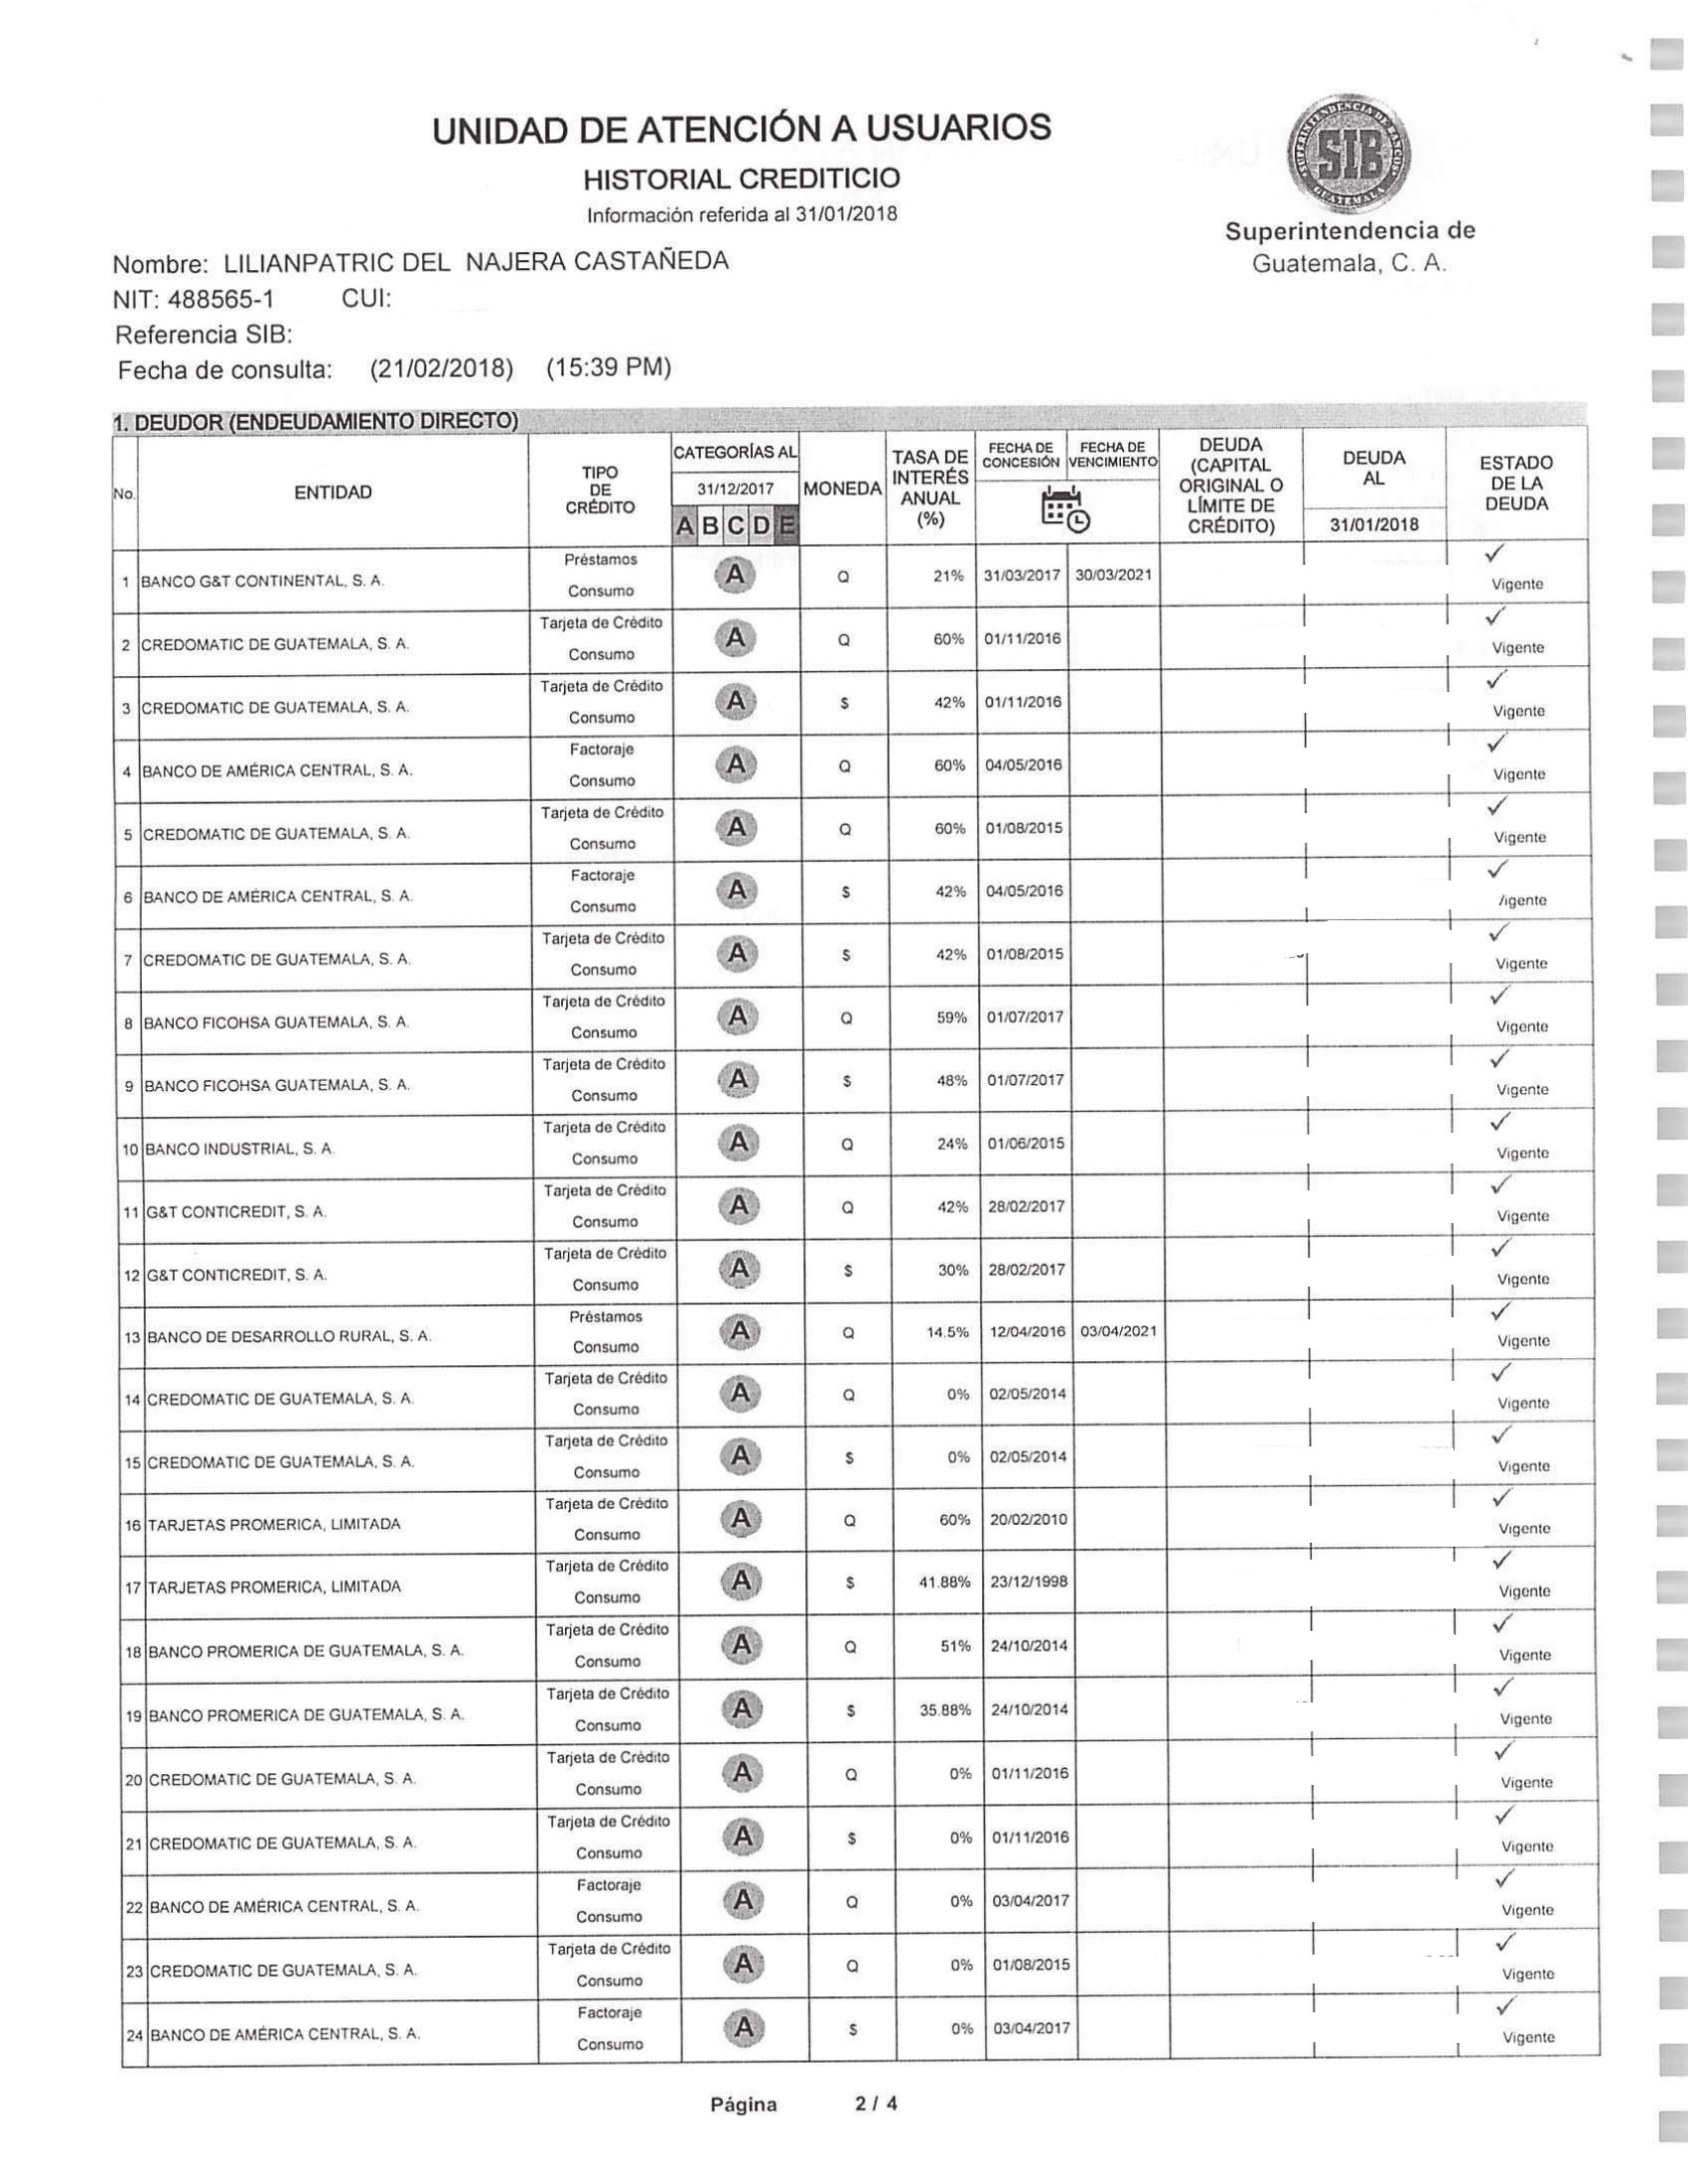 UNIDAD DE ATENCIÓN A USUARIOS
HISTORIAL CREDITICIO
Información referida al 31/01/2018
SUPERINTENDENCIA DE BANCOS
SIB
GUATEMALA
Superintendencia de
Guatemala, C. A.
Nombre: LILIANPATRIC DEL NAJERA CASTAÑEDA
NIT: 488565-1 CUI:
Referencia SIB:
Fecha de consulta: (21/02/2018) (15:39 PM)
1. DEUDOR (ENDEUDAMIENTO DIRECTO)
No. ENTIDAD TIPO DE CRÉDITO CATEGORÍAS AL 31/12/2017 A B C D E MONEDA TASA DE INTERÉS ANUAL (%) FECHA DE CONCESIÓN FECHA DE VENCIMIENTO DEUDA (CAPITAL ORIGINAL O LÍMITE DE CRÉDITO) DEUDA AL 31/01/2018 ESTADO DE LA DEUDA
1 BANCO G&T CONTINENTAL, S. A. Préstamos Consumo A Q 21% 31/03/2017 30/03/2021 Vigente
2 CREDOMATIC DE GUATEMALA, S. A. Tarjeta de Crédito Consumo A Q 60% 01/11/2016 Vigente
3 CREDOMATIC DE GUATEMALA, S. A. Tarjeta de Crédito Consumo A $ 42% 01/11/2016 Vigente
4 BANCO DE AMÉRICA CENTRAL, S. A. Factoraje Consumo A Q 60% 04/05/2016 Vigente
5 CREDOMATIC DE GUATEMALA, S. A. Tarjeta de Crédito Consumo A Q 60% 01/08/2015 Vigente
6 BANCO DE AMÉRICA CENTRAL, S. A. Factoraje Consumo A $ 42% 04/05/2016 Vigente
7 CREDOMATIC DE GUATEMALA, S. A. Tarjeta de Crédito Consumo A $ 42% 01/08/2015 Vigente
8 BANCO FICOHSA GUATEMALA, S. A. Tarjeta de Crédito Consumo A Q 59% 01/07/2017 Vigente
9 BANCO FICOHSA GUATEMALA, S. A. Tarjeta de Crédito Consumo A $ 48% 01/07/2017 Vigente
10 BANCO INDUSTRIAL, S. A. Tarjeta de Crédito Consumo A Q 24% 01/06/2015 Vigente
11 G&T CONTICREDIT, S. A. Tarjeta de Crédito Consumo A Q 42% 28/02/2017 Vigente
12 G&T CONTICREDIT, S. A. Tarjeta de Crédito Consumo A $ 30% 28/02/2017 Vigente
13 BANCO DE DESARROLLO RURAL, S. A. Préstamos Consumo A Q 14.5% 12/04/2016 03/04/2021 Vigente
14 CREDOMATIC DE GUATEMALA, S. A. Tarjeta de Crédito Consumo A Q 0% 02/05/2014 Vigente
15 CREDOMATIC DE GUATEMALA, S. A. Tarjeta de Crédito Consumo A $ 0% 02/05/2014 Vigente
16 TARJETAS PROMERICA, LIMITADA Tarjeta de Crédito Consumo A Q 60% 20/02/2010 Vigente
17 TARJETAS PROMERICA, LIMITADA Tarjeta de Crédito Consumo A $ 41.88% 23/12/1998 Vigente
18 BANCO PROMERICA DE GUATEMALA, S. A. Tarjeta de Crédito Consumo A Q 51% 24/10/2014 Vigente
19 BANCO PROMERICA DE GUATEMALA, S. A. Tarjeta de Crédito Consumo A $ 35.88% 24/10/2014 Vigente
20 CREDOMATIC DE GUATEMALA, S. A. Tarjeta de Crédito Consumo A Q 0% 01/11/2016 Vigente
21 CREDOMATIC DE GUATEMALA, S. A. Tarjeta de Crédito Consumo A $ 0% 01/11/2016 Vigente
22 BANCO DE AMÉRICA CENTRAL, S. A. Factoraje Consumo A Q 0% 03/04/2017 Vigente
23 CREDOMATIC DE GUATEMALA, S. A. Tarjeta de Crédito Consumo A Q 0% 01/08/2015 Vigente
24 BANCO DE AMÉRICA CENTRAL, S. A. Factoraje Consumo A $ 0% 03/04/2017 Vigente
Página 2 / 4